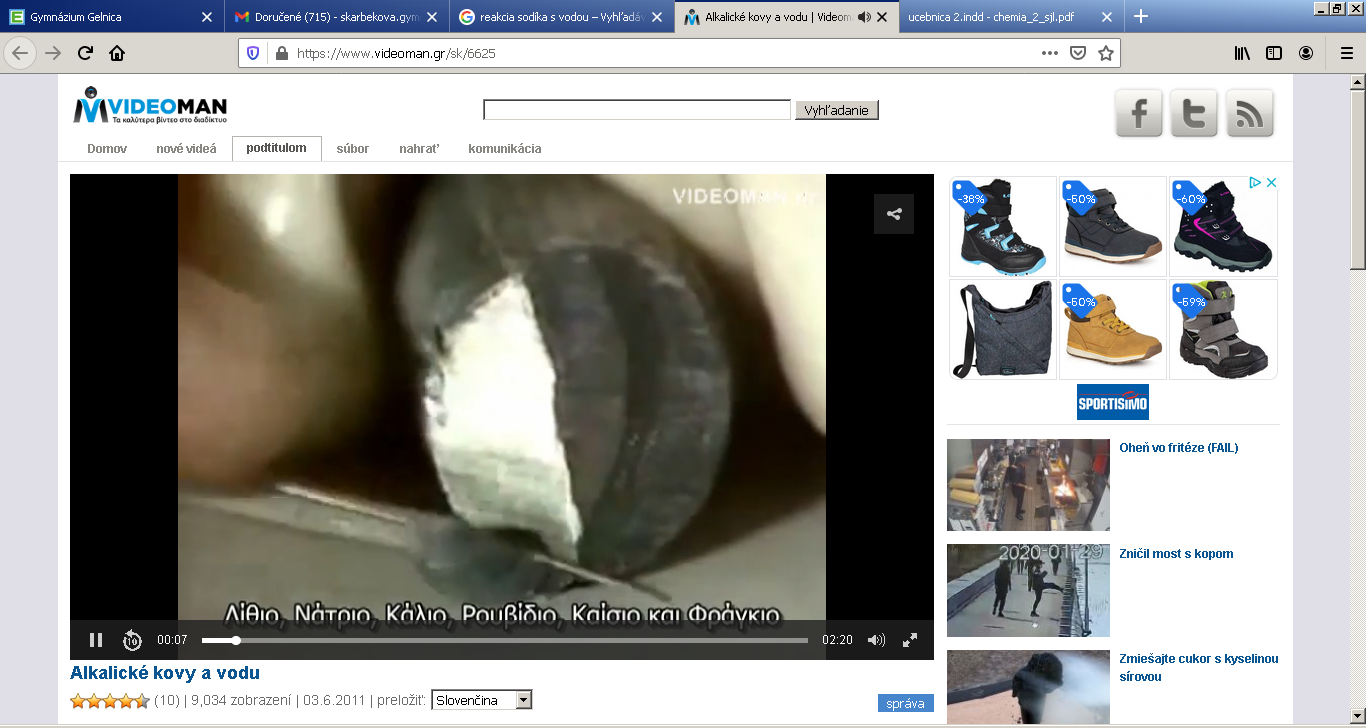 Gymnázium Gelnica
Doručené (715) - skarbekova.gym
reakcia sodíka s vodou – Vyhľadáv
Alkalické kovy a vodu | Videom
ucebnica 2.indd - chemia_2_sjl.pdf
https://www.videoman.gr/sk/6625
VIDEOMAN
Τα καλύτερα βίντεο στο διαδίκτυο
Vyhľadanie
Domov
nové videá
podtitulom
súbor
nahrať
komunikácia
VIDEOMAN.gr
Λίθιο, Νάτριο, Κάλιο, Ρουβίδιο, Καίσιο και Φράγκιο
10
00:07
02:20
-38%
-50%
-60%
-50%
-59%
SPORTISIMO
Oheň vo fritéze (FAIL)
2020-01-29
Zničil most s kopom
Zmiešajte cukor s kyselinou
sírovou
Alkalické kovy a vodu
(10) | 9,034 zobrazení | 03.6.2011 | preložiť: Slovenčina
správa